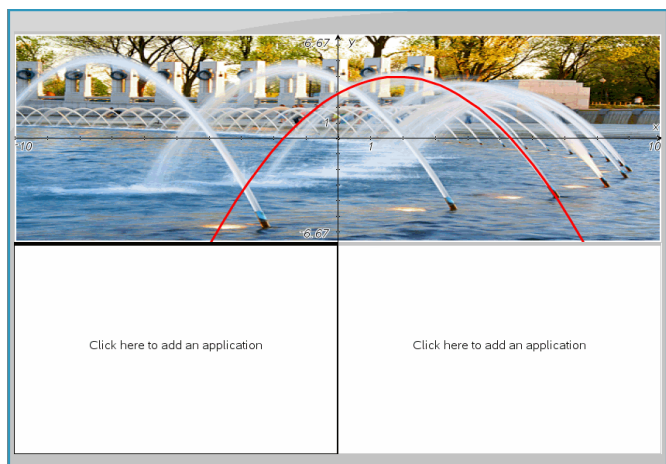 -6.67 y
1
x
-10 1 10
-6.67
Click here to add an application Click here to add an application